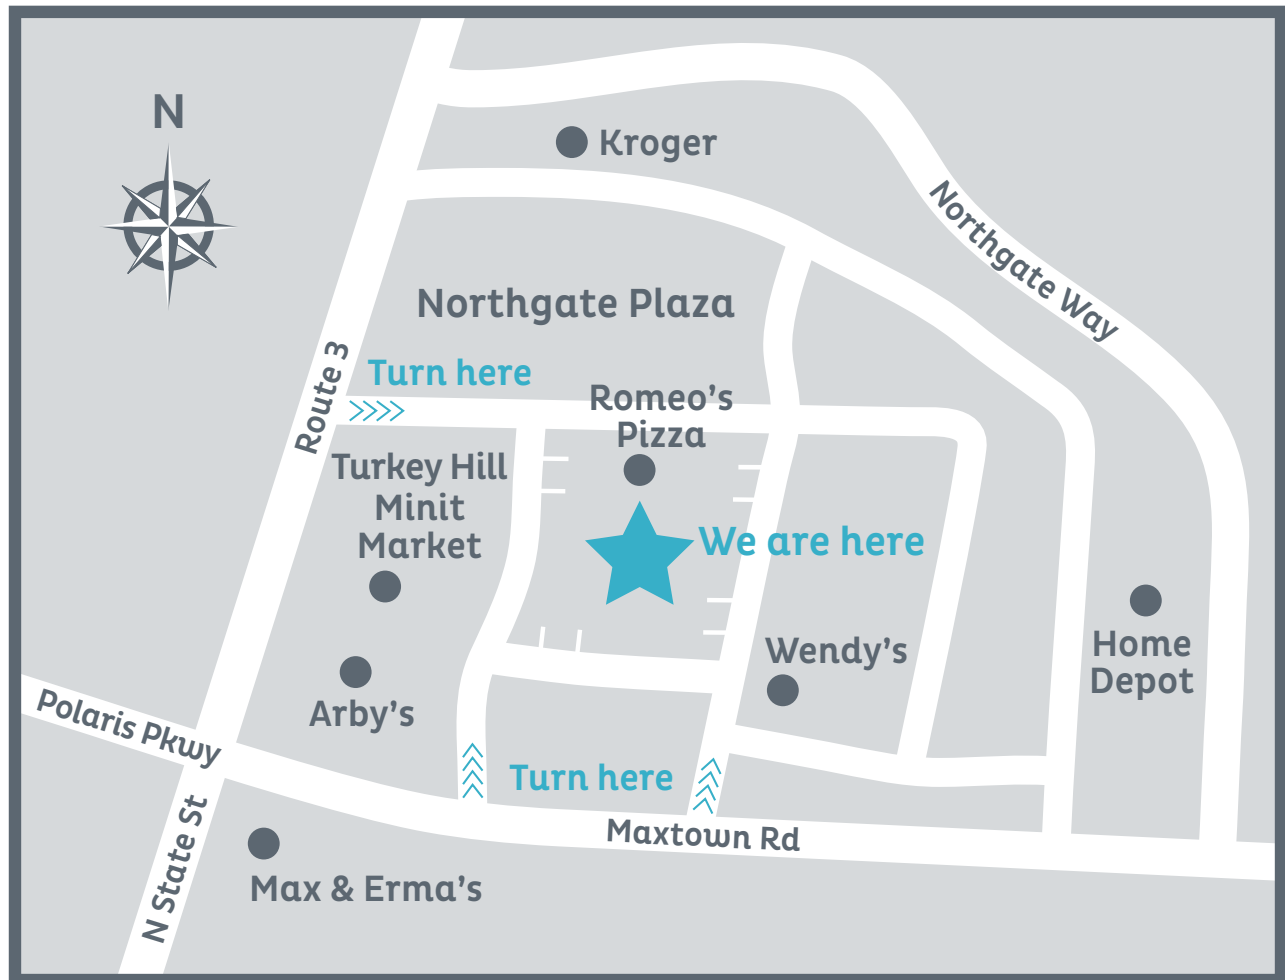 N
Kroger
Northgate Way
Northgate Plaza
Route 3
Turn here
Romeo's
Pizza
Turkey Hill
Minit
Market
We are here
Wendy's
Home
Depot
Arby's
Polaris Pkwy
Turn here
Maxtown Rd
N State St
Max & Erma's